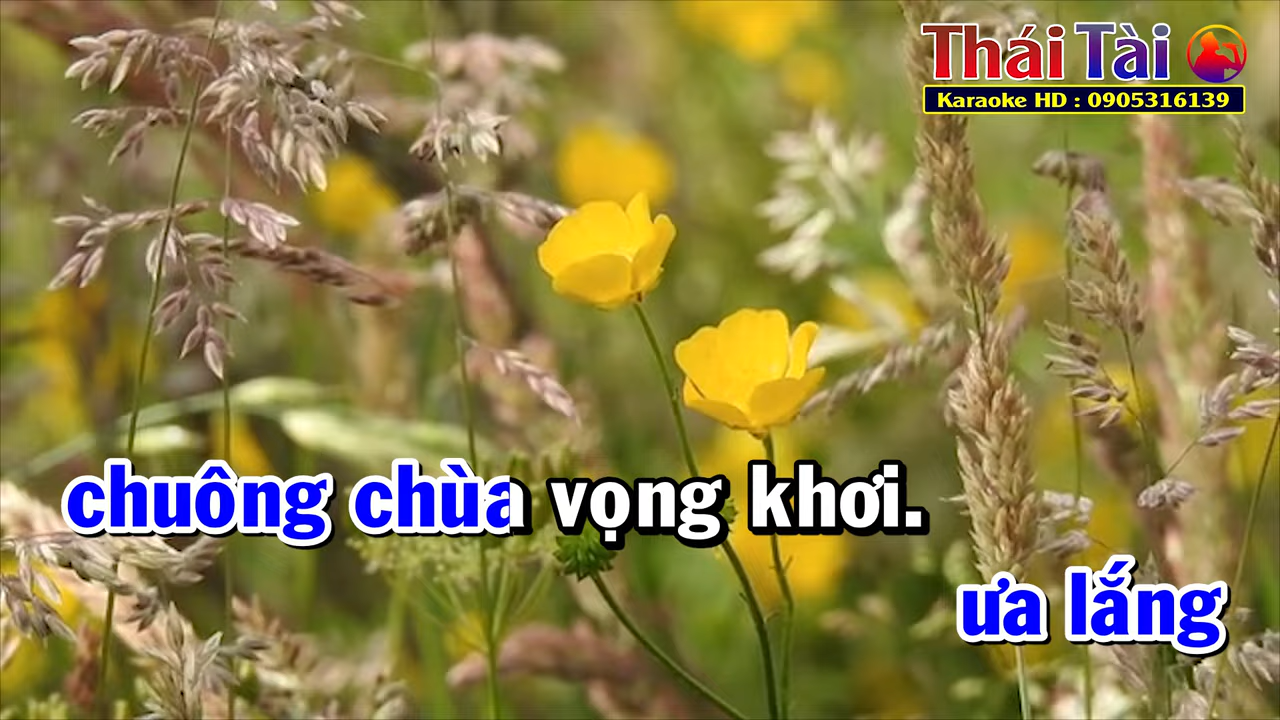 Thái Tài
Karaoke HD : 0905316139
chuông chùa vọng khơi.
ưa lắng